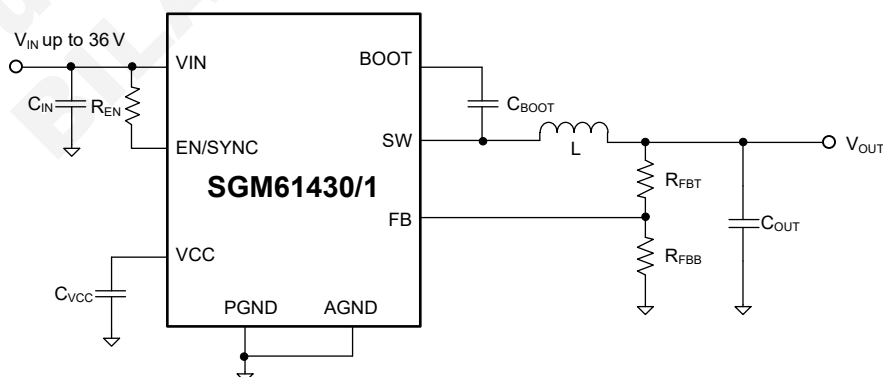 V_IN up to 36 V
VIN
BOOT
C_IN
R_EN
C_BOOT
EN/SYNC
SW
L
V_OUT
SGM61430/1
R_FBT
FB
C_OUT
VCC
R_FBB
C_VCC
PGND
AGND